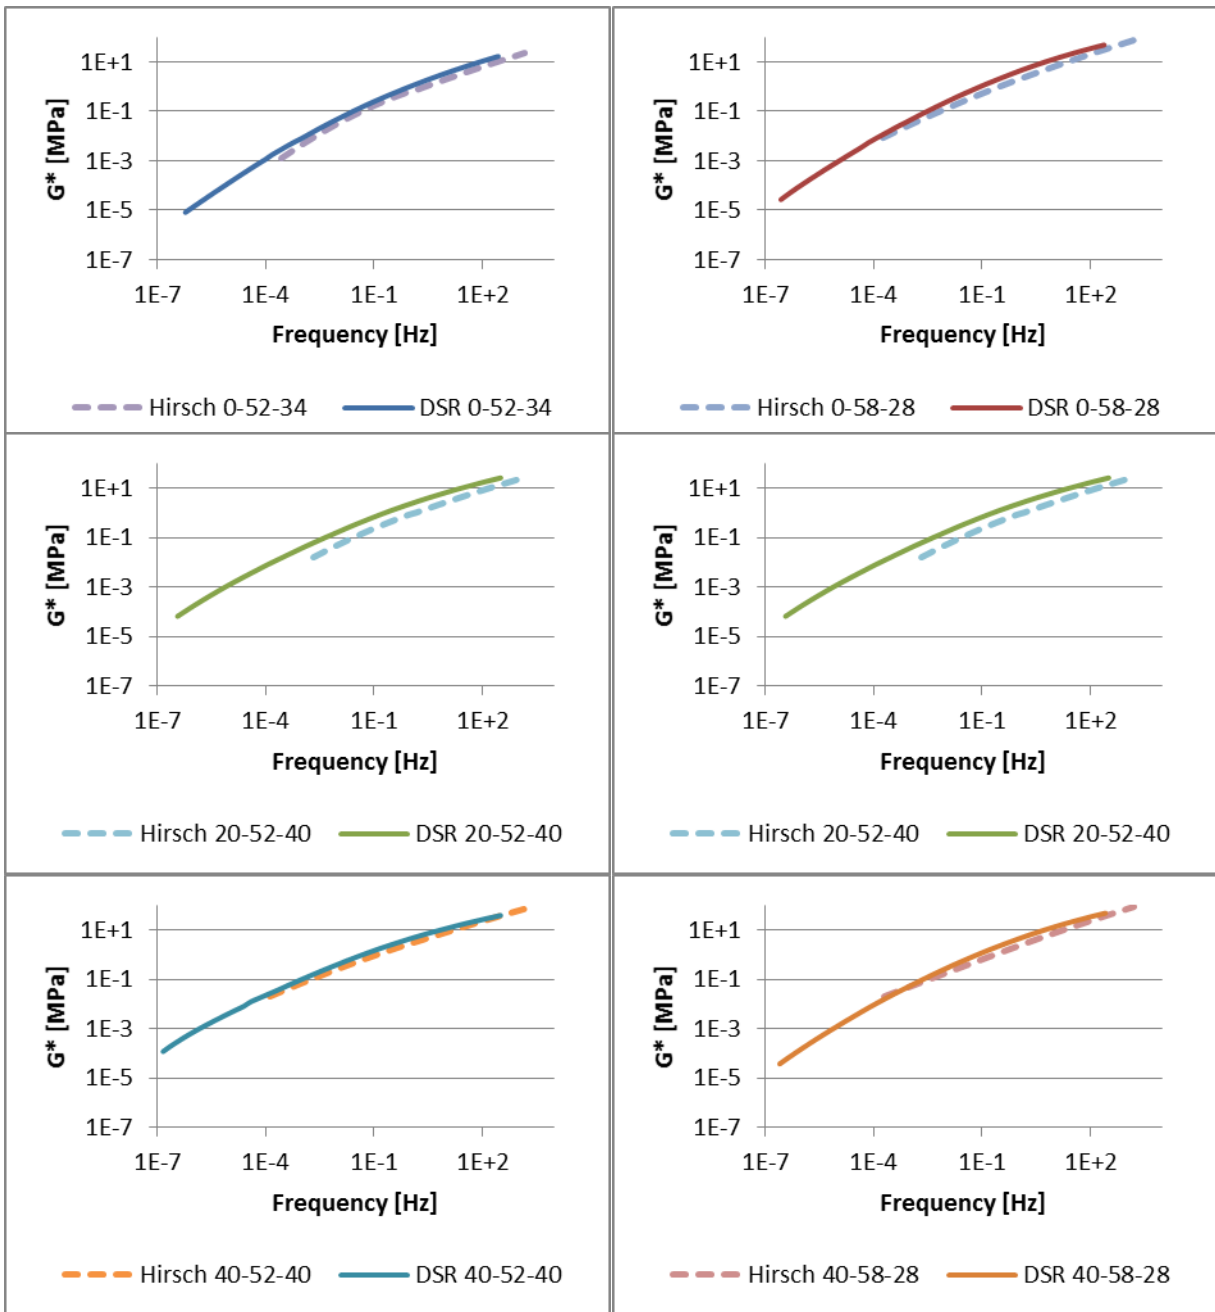 1E+1
1E-1
1E-3
1E-5
1E-7
G* [MPa]
1E-7 1E-4 1E-1 1E+2
Frequency [Hz]
Hirsch 0-52-34 DSR 0-52-34
1E+1
1E-1
1E-3
1E-5
1E-7
G* [MPa]
1E-7 1E-4 1E-1 1E+2
Frequency [Hz]
Hirsch 0-58-28 DSR 0-58-28
1E+1
1E-1
1E-3
1E-5
1E-7
G* [MPa]
1E-7 1E-4 1E-1 1E+2
Frequency [Hz]
Hirsch 20-52-40 DSR 20-52-40
1E+1
1E-1
1E-3
1E-5
1E-7
G* [MPa]
1E-7 1E-4 1E-1 1E+2
Frequency [Hz]
Hirsch 20-52-40 DSR 20-52-40
1E+1
1E-1
1E-3
1E-5
1E-7
G* [MPa]
1E-7 1E-4 1E-1 1E+2
Frequency [Hz]
Hirsch 40-52-40 DSR 40-52-40
1E+1
1E-1
1E-3
1E-5
1E-7
G* [MPa]
1E-7 1E-4 1E-1 1E+2
Frequency [Hz]
Hirsch 40-58-28 DSR 40-58-28